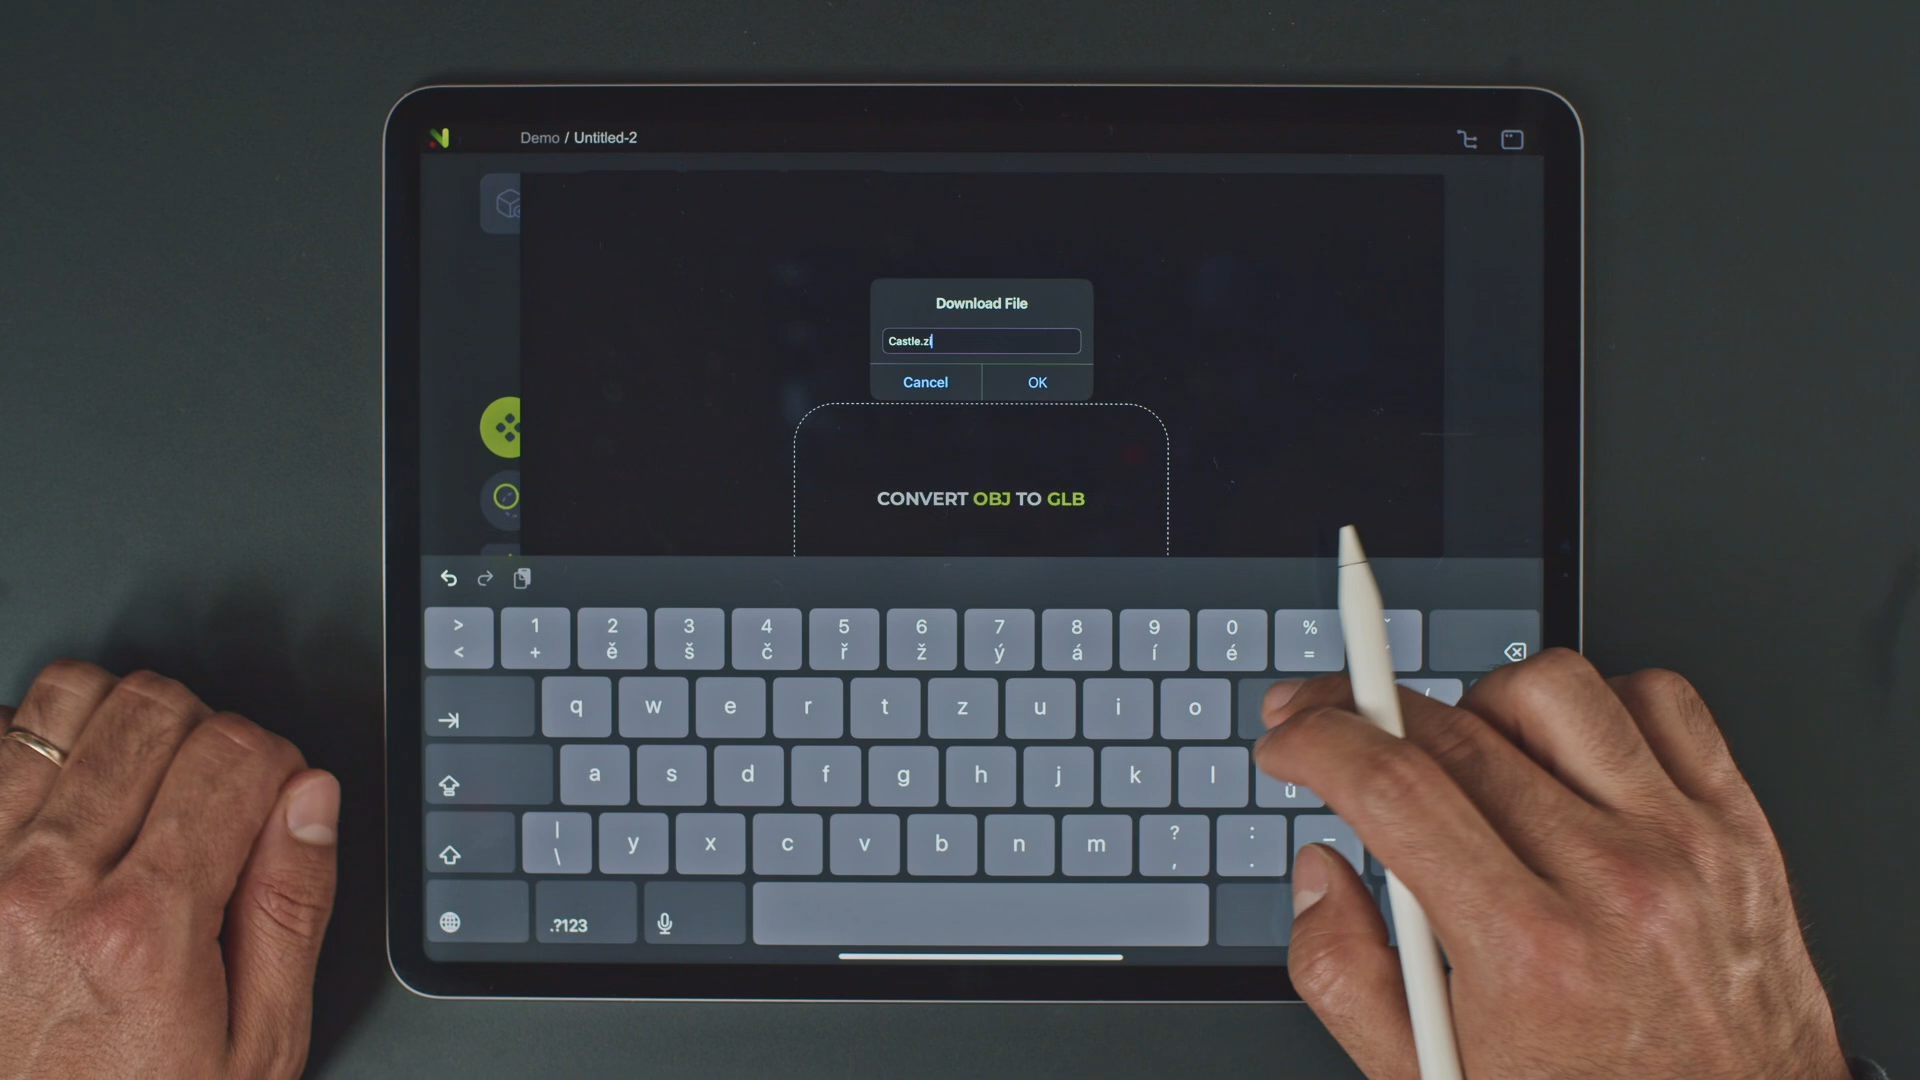 Demo / Untitled-2
Download File
Castle.zi
Cancel OK
CONVERT OBJ TO GLB
> 1 2 3 4 5 6 7 8 9 0 %
< + ě š č ř ž ý á í é =
q w e r t z u i o
a s d f g h j k l ů
| y x c v b n m ? :
\ , .
.?123